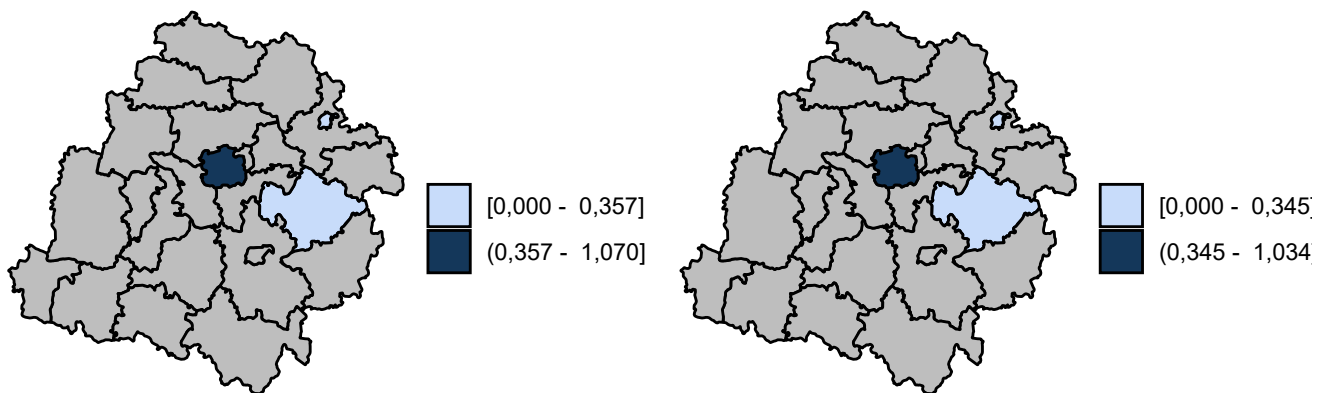 [0,000 -  0,357]
(0,357 -  1,070]
[0,000 -  0,345]
(0,345 -  1,034]